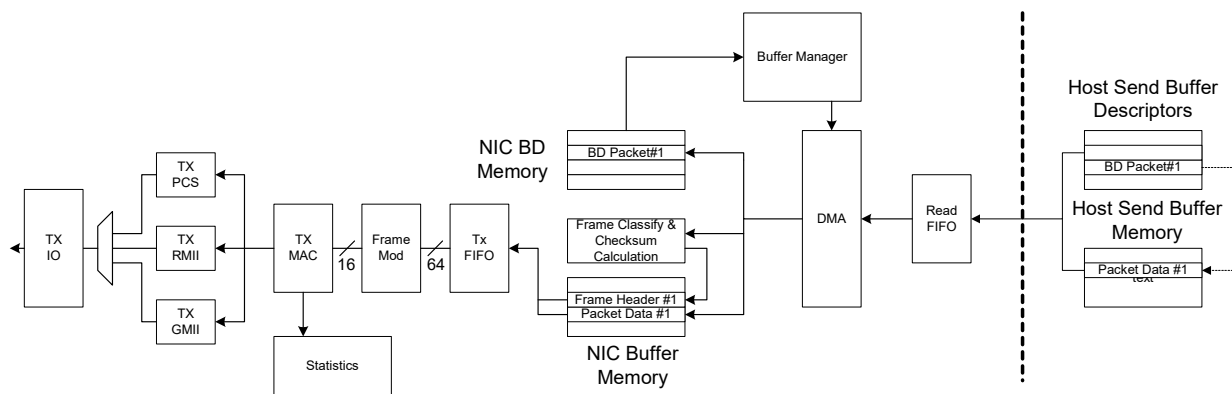 Buffer Manager
Host Send Buffer
Descriptors
NIC BD
Memory
BD Packet#1
BD Packet#1
TX
PCS
Host Send Buffer
Memory
TX
IO
TX
RMII
TX
MAC
16
Frame
Mod
64
Tx
FIFO
Frame Classify &
Checksum
Calculation
DMA
Read
FIFO
Packet Data #1
text
Frame Header #1
Packet Data #1
TX
GMII
NIC Buffer
Memory
Statistics